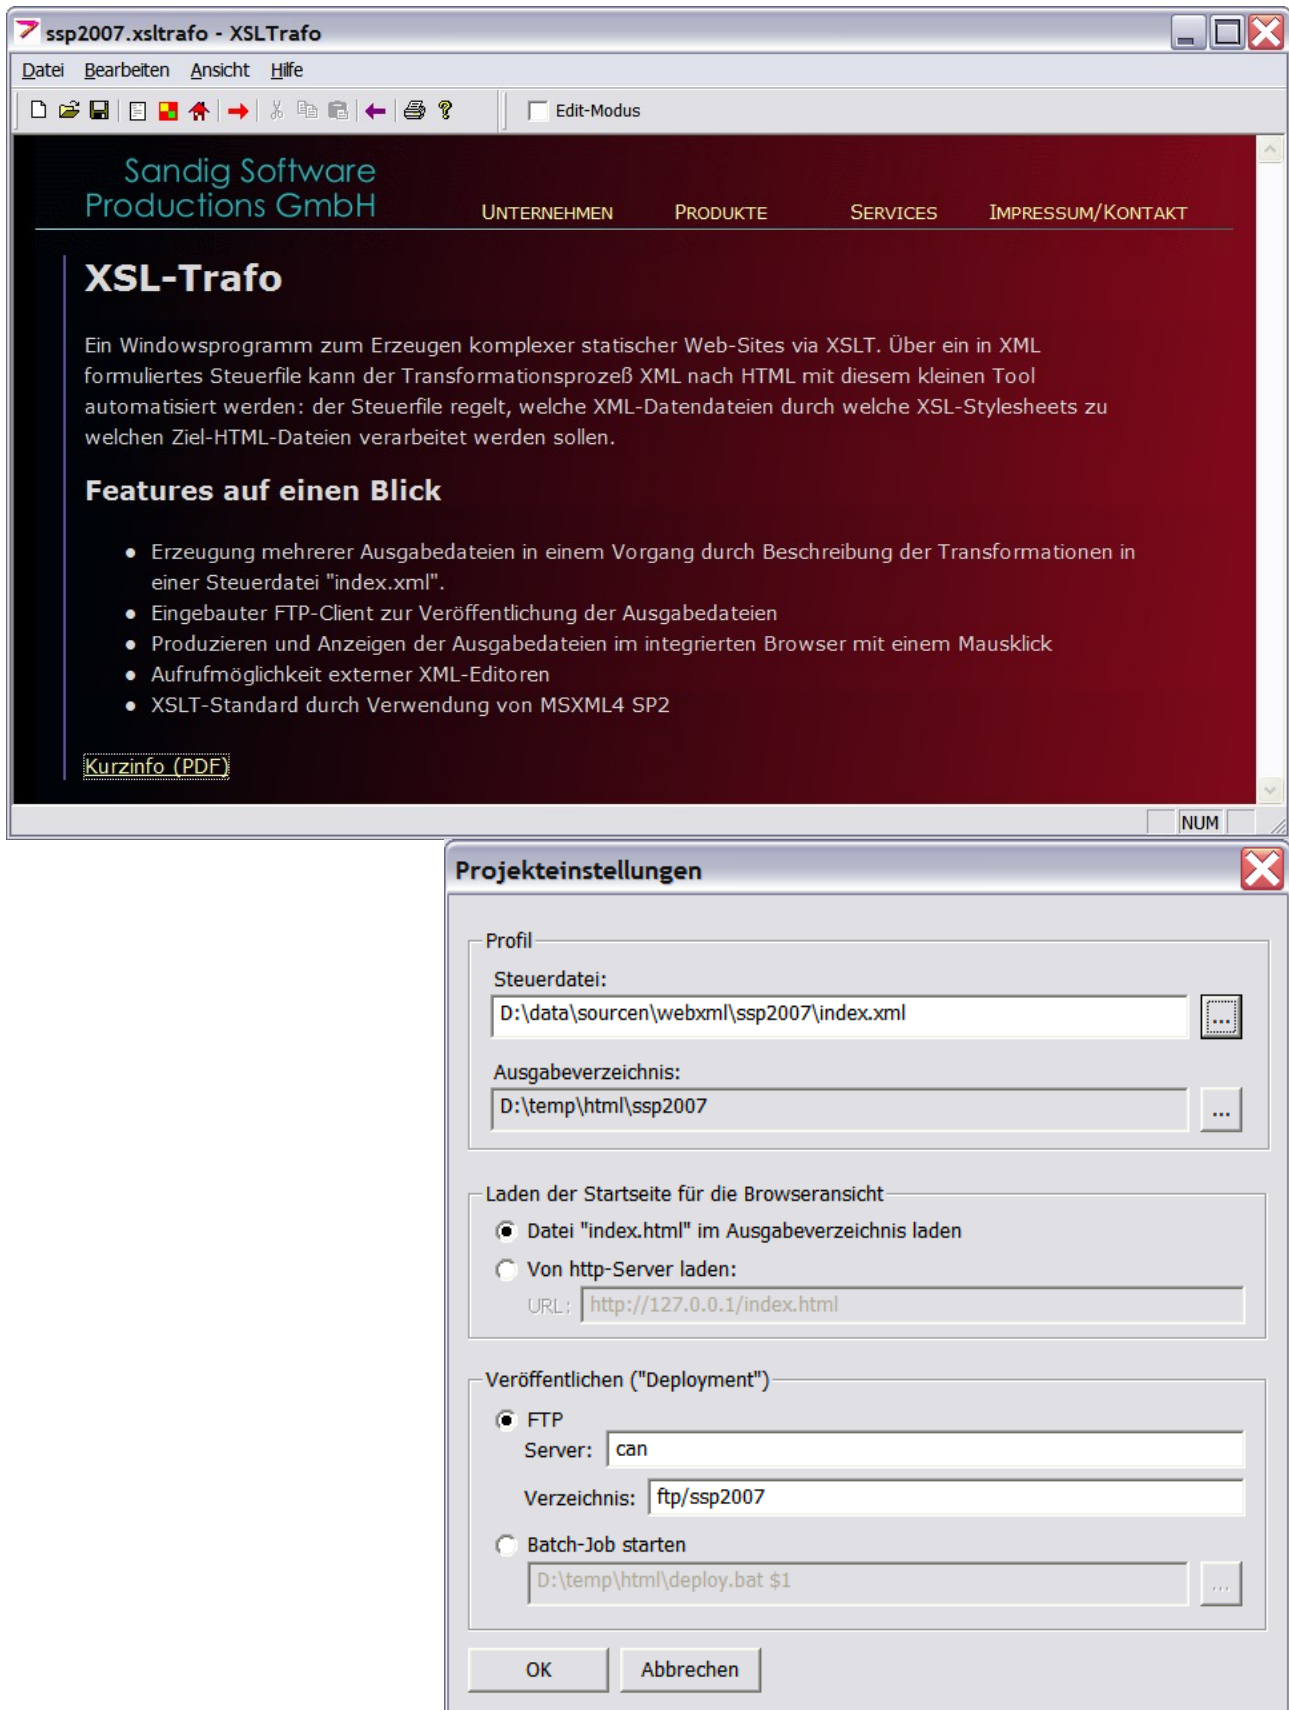 ssp2007.xsltrafo - XSLTrafo
Datei Bearbeiten Ansicht Hilfe
Edit-Modus
Sandig Software
Productions GmbH
UNTERNEHMEN PRODUKTE SERVICES IMPRESSUM/KONTAKT
XSL-Trafo
Ein Windowsprogramm zum Erzeugen komplexer statischer Web-Sites via XSLT. Über ein in XML
formuliertes Steuerfile kann der Transformationsprozeß XML nach HTML mit diesem kleinen Tool
automatisiert werden: der Steuerfile regelt, welche XML-Datendateien durch welche XSL-Stylesheets zu
welchen Ziel-HTML-Dateien verarbeitet werden sollen.
Features auf einen Blick
● Erzeugung mehrerer Ausgabedateien in einem Vorgang durch Beschreibung der Transformationen in
einer Steuerdatei "index.xml".
● Eingebauter FTP-Client zur Veröffentlichung der Ausgabedateien
● Produzieren und Anzeigen der Ausgabedateien im integrierten Browser mit einem Mausklick
● Aufrufmöglichkeit externer XML-Editoren
● XSLT-Standard durch Verwendung von MSXML4 SP2
Kurzinfo (PDF)
NUM
Projekteinstellungen
Profil
Steuerdatei:
D:\data\sourcen\webxml\ssp2007\index.xml
...
Ausgabeverzeichnis:
D:\temp\html\ssp2007
...
Laden der Startseite für die Browseransicht
Datei "index.html" im Ausgabeverzeichnis laden
Von http-Server laden:
URL: http://127.0.0.1/index.html
Veröffentlichen ("Deployment")
FTP
Server: can
Verzeichnis: ftp/ssp2007
Batch-Job starten
D:\temp\html\deploy.bat $1
...
OK Abbrechen